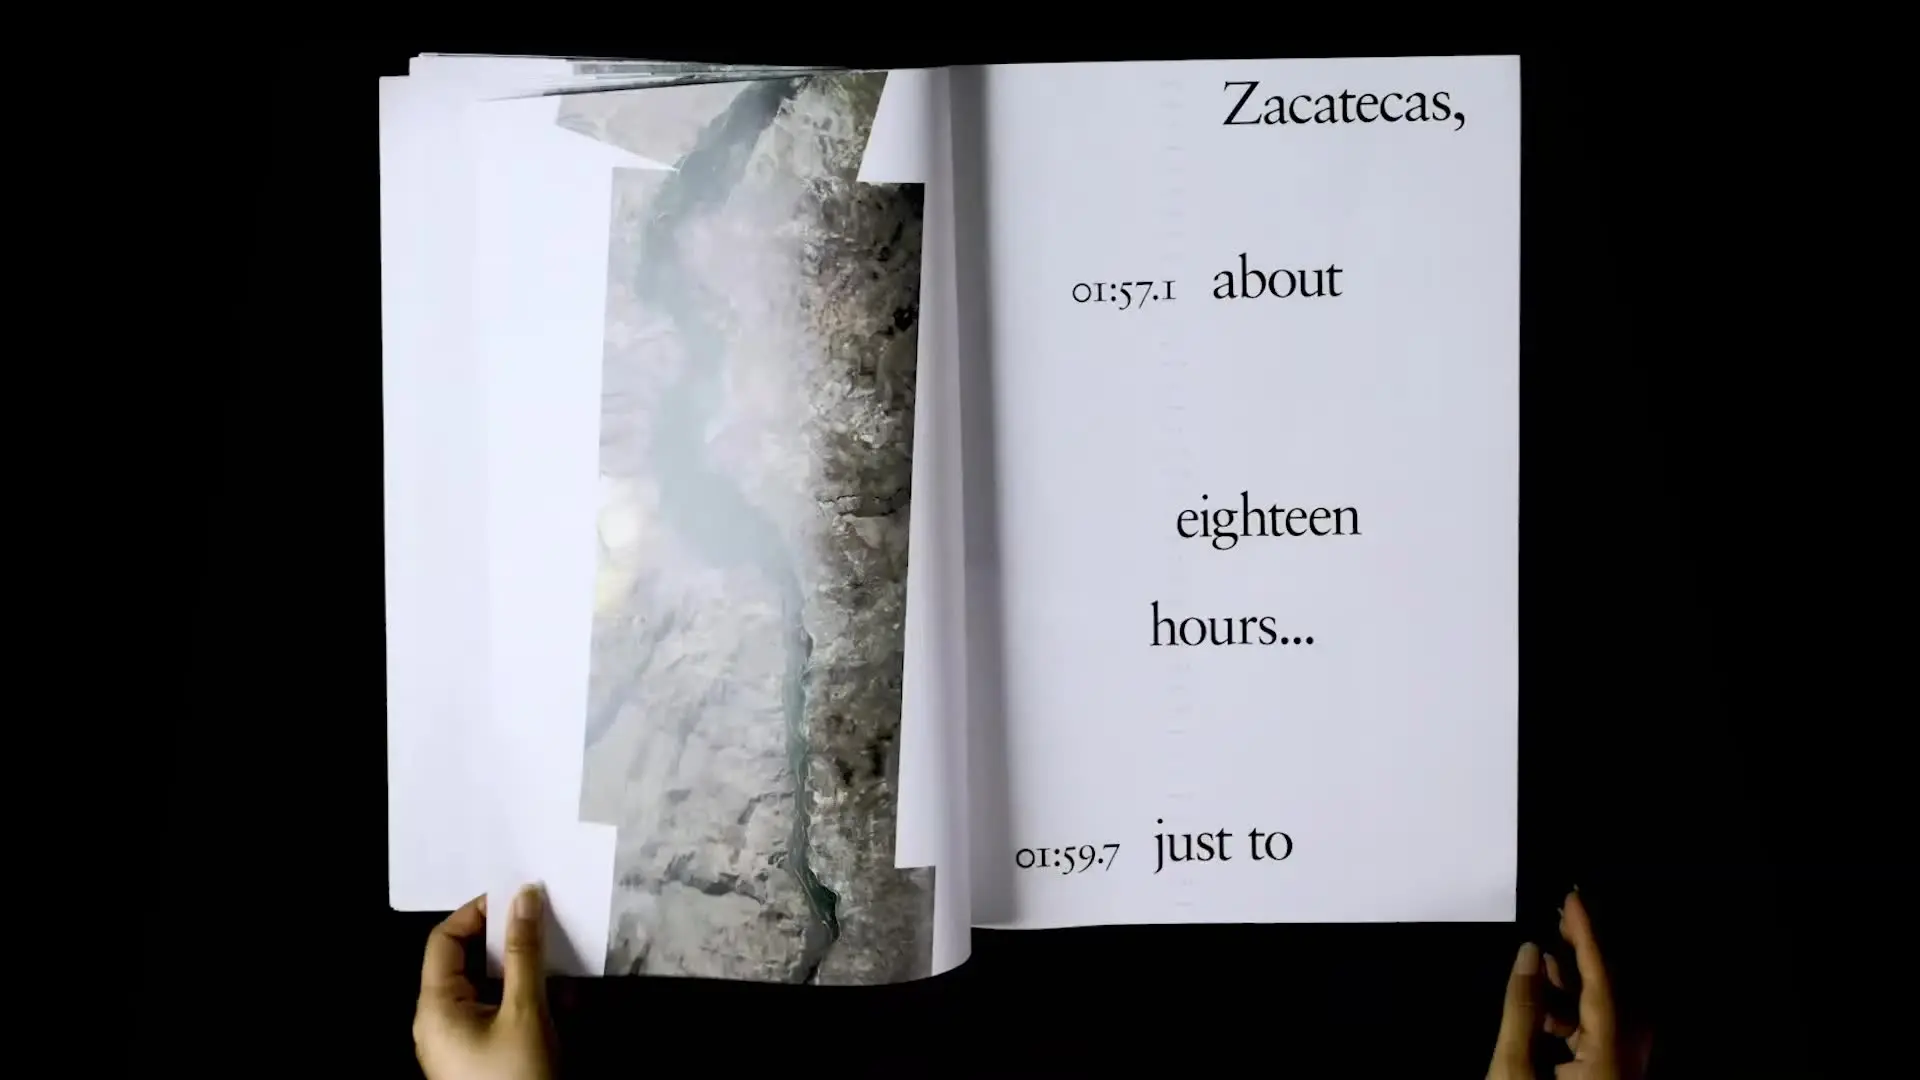 Zacatecas,
01:57.1 about
eighteen
hours...
01:59.7 just to